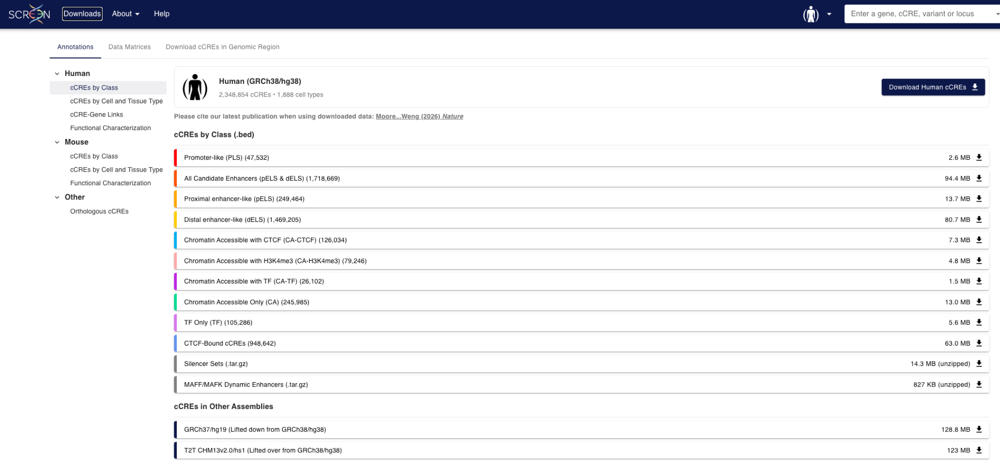 SCREEN Downloads About Help Enter a gene, cCRE, variant or locus
Annotations Data Matrices Download cCREs in Genomic Region
Human
cCREs by Class
cCREs by Cell and Tissue Type
cCRE-Gene Links
Functional Characterization
Mouse
cCREs by Class
cCREs by Cell and Tissue Type
Functional Characterization
Other
Orthologous cCREs
Human (GRCh38/hg38)
2,348,854 cCREs • 1,888 cell types
Download Human cCREs
Please cite our latest publication when using downloaded data: Moore...Weng (2026) Nature
cCREs by Class (.bed)
Promoter-like (PLS) (47,532) 2.6 MB
All Candidate Enhancers (pELS & dELS) (1,718,669) 94.4 MB
Proximal enhancer-like (pELS) (249,464) 13.7 MB
Distal enhancer-like (dELS) (1,469,205) 80.7 MB
Chromatin Accessible with CTCF (CA-CTCF) (126,034) 7.3 MB
Chromatin Accessible with H3K4me3 (CA-H3K4me3) (79,246) 4.8 MB
Chromatin Accessible with TF (CA-TF) (26,102) 1.5 MB
Chromatin Accessible Only (CA) (245,985) 13.0 MB
TF Only (TF) (105,286) 5.6 MB
CTCF-Bound cCREs (948,642) 63.0 MB
Silencer Sets (.tar.gz) 14.3 MB (unzipped)
MAFF/MAFK Dynamic Enhancers (.tar.gz) 827 KB (unzipped)
cCREs in Other Assemblies
GRCh37/hg19 (Lifted down from GRCh38/hg38) 128.8 MB
T2T CHM13v2.0/hs1 (Lifted over from GRCh38/hg38) 123 MB